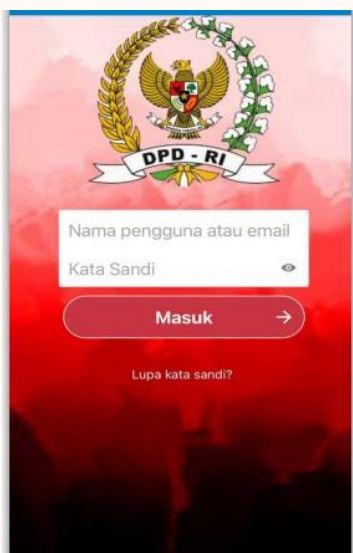 DPD - RI
Nama pengguna atau email
Kata Sandi
Masuk
Lupa kata sandi?